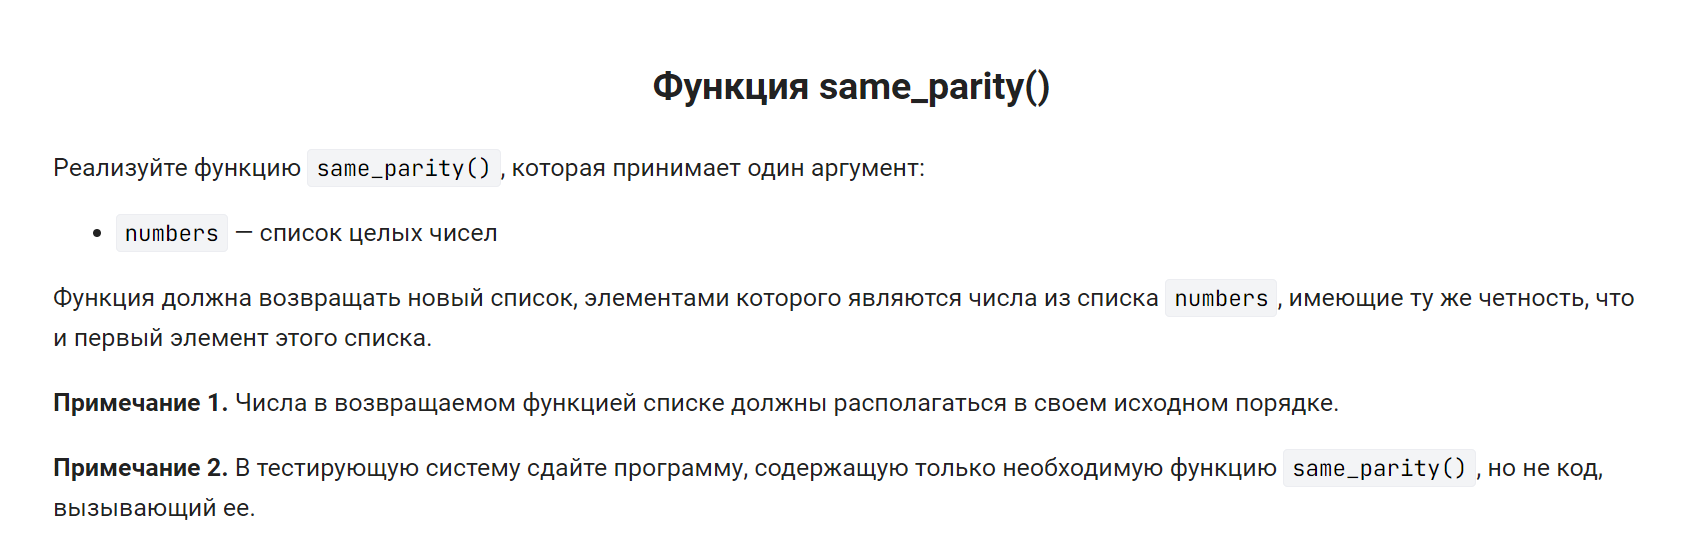 Функция same_parity()
Реализуйте функцию same_parity(), которая принимает один аргумент:
• numbers — список целых чисел
Функция должна возвращать новый список, элементами которого являются числа из списка numbers, имеющие ту же четность, что
и первый элемент этого списка.
Примечание 1. Числа в возвращаемом функцией списке должны располагаться в своем исходном порядке.
Примечание 2. В тестирующую систему сдайте программу, содержащую только необходимую функцию same_parity(), но не код,
вызывающий ее.